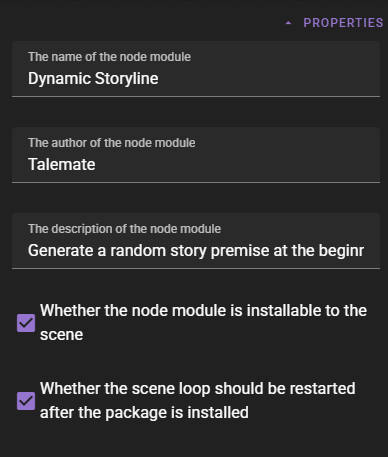 PROPERTIES
The name of the node module
Dynamic Storyline
The author of the node module
Talemate
The description of the node module
Generate a random story premise at the beginn
Whether the node module is installable to the
scene
Whether the scene loop should be restarted
after the package is installed